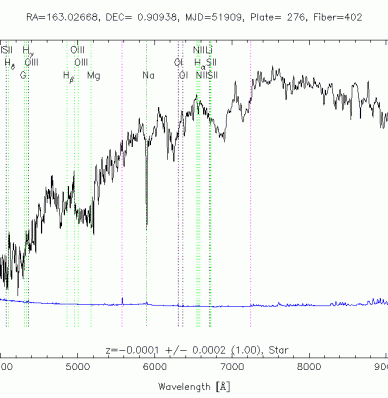 RA=163.02668, DEC= 0.90938, MJD=51909, Plate= 276, Fiber=402
SII Hγ OIII OI NII Li
Hδ OIII OIII OI Hα SII
G Hβ Mg Na OI NII SII
z=-0.0001 +/- 0.0002 (1.00), Star
5000 6000 7000 8000
Wavelength [Å]